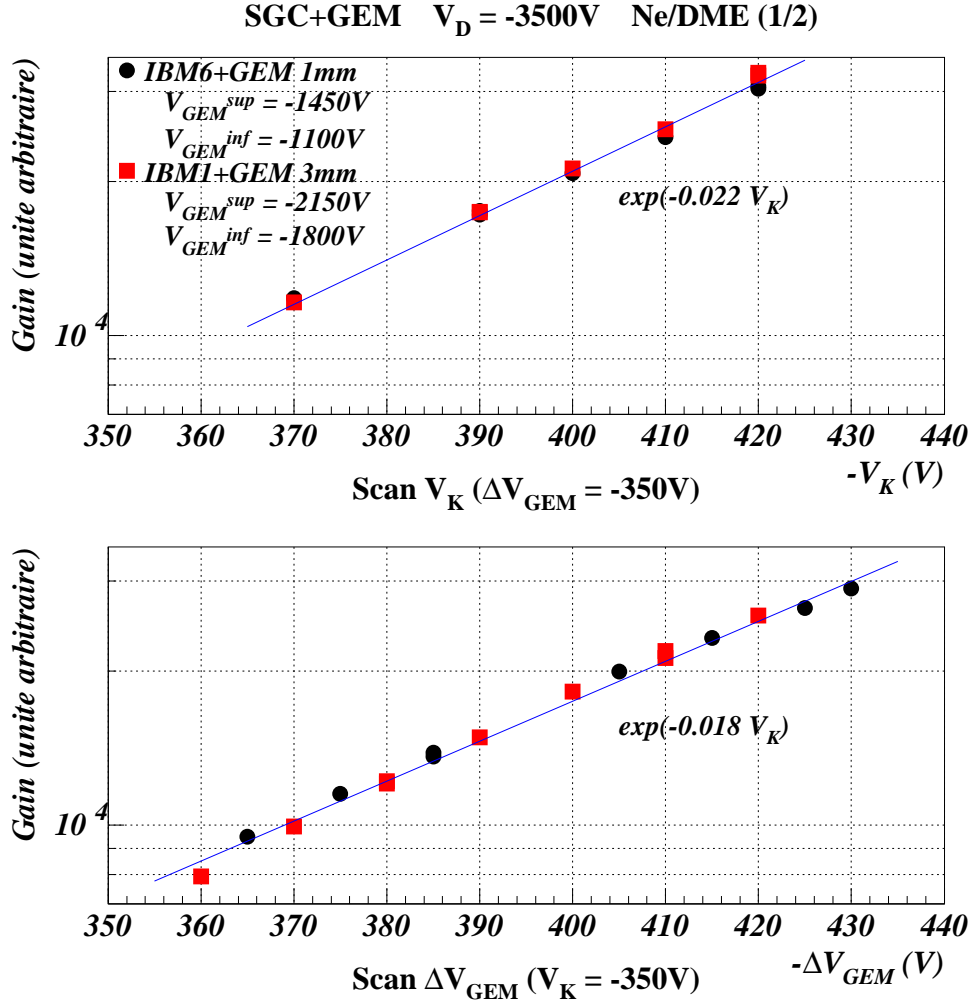 SGC+GEM V_D = -3500V Ne/DME (1/2)
Gain (unite arbitraire)
IBM6+GEM 1mm
V_GEM^sup = -1450V
V_GEM^inf = -1100V
IBM1+GEM 3mm
V_GEM^sup = -2150V
V_GEM^inf = -1800V
exp(-0.022 V_K)
10^4
350 360 370 380 390 400 410 420 430 440
-V_K (V)
Scan V_K (ΔV_GEM = -350V)
Gain (unite arbitraire)
exp(-0.018 V_K)
10^4
350 360 370 380 390 400 410 420 430 440
-ΔV_GEM (V)
Scan ΔV_GEM (V_K = -350V)